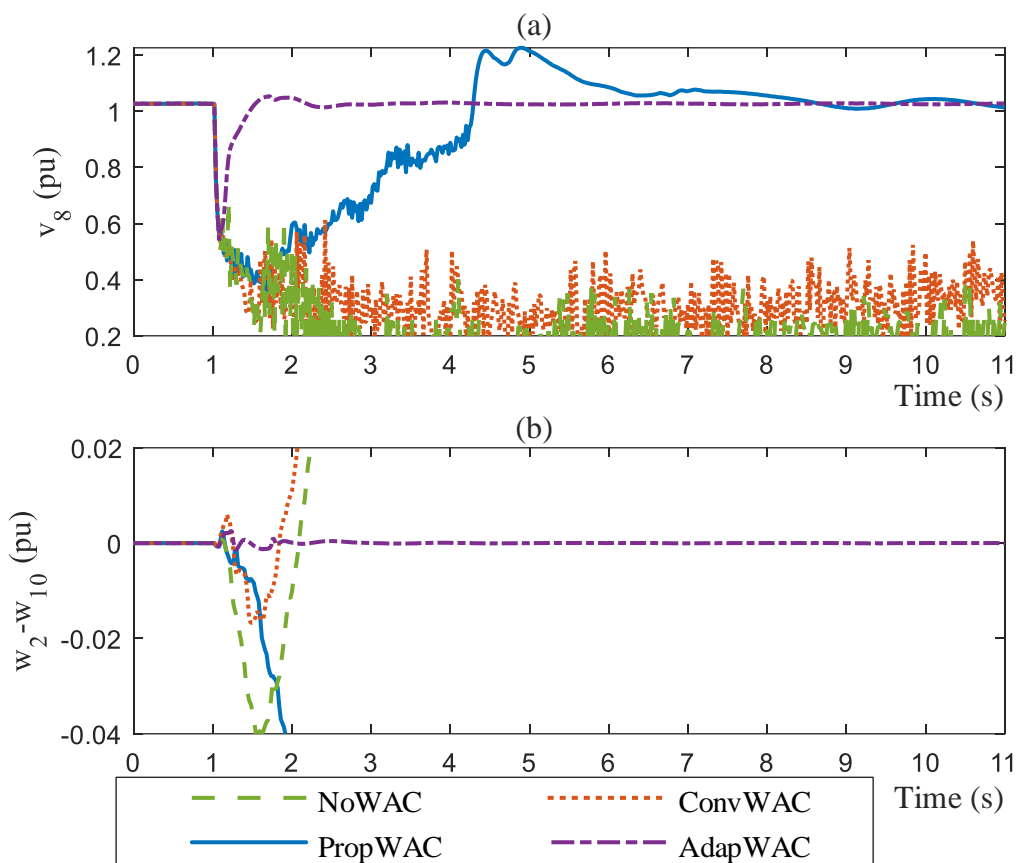 (a)
1.2
1
0.8
0.6
0.4
0.2
v8 (pu)
0 1 2 3 4 5 6 7 8 9 10 11
Time (s)
(b)
0.02
0
-0.02
-0.04
w2-w10 (pu)
0 1 2 3 4 5 6 7 8 9 10 11
Time (s)
NoWAC ConvWAC
PropWAC AdapWAC